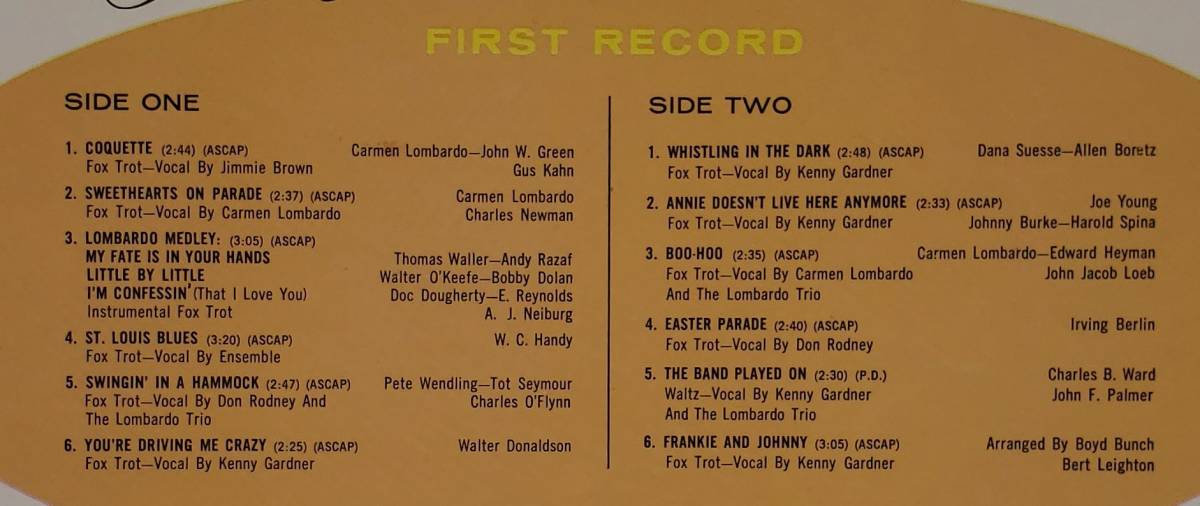 FIRST RECORD
SIDE ONE
1. COQUETTE (2:44) (ASCAP) Carmen Lombardo—John W. Green
Fox Trot—Vocal By Jimmie Brown Gus Kahn
2. SWEETHEARTS ON PARADE (2:37) (ASCAP) Carmen Lombardo
Fox Trot—Vocal By Carmen Lombardo Charles Newman
3. LOMBARDO MEDLEY: (3:05) (ASCAP)
MY FATE IS IN YOUR HANDS Thomas Waller—Andy Razaf
LITTLE BY LITTLE Walter O'Keefe—Bobby Dolan
I'M CONFESSIN' (That I Love You) Doc Dougherty—E. Reynolds
Instrumental Fox Trot A. J. Neiburg
4. ST. LOUIS BLUES (3:20) (ASCAP) W. C. Handy
Fox Trot—Vocal By Ensemble
5. SWINGIN' IN A HAMMOCK (2:47) (ASCAP) Pete Wendling—Tot Seymour
Fox Trot—Vocal By Don Rodney And Charles O'Flynn
The Lombardo Trio
6. YOU'RE DRIVING ME CRAZY (2:25) (ASCAP) Walter Donaldson
Fox Trot—Vocal By Kenny Gardner
SIDE TWO
1. WHISTLING IN THE DARK (2:48) (ASCAP) Dana Suesse—Allen Boretz
Fox Trot—Vocal By Kenny Gardner
2. ANNIE DOESN'T LIVE HERE ANYMORE (2:33) (ASCAP) Joe Young
Fox Trot—Vocal By Kenny Gardner Johnny Burke—Harold Spina
3. BOO-HOO (2:35) (ASCAP) Carmen Lombardo—Edward Heyman
Fox Trot—Vocal By Carmen Lombardo John Jacob Loeb
And The Lombardo Trio
4. EASTER PARADE (2:40) (ASCAP) Irving Berlin
Fox Trot—Vocal By Don Rodney
5. THE BAND PLAYED ON (2:30) (P.D.) Charles B. Ward
Waltz—Vocal By Kenny Gardner John F. Palmer
And The Lombardo Trio
6. FRANKIE AND JOHNNY (3:05) (ASCAP) Arranged By Boyd Bunch
Fox Trot—Vocal By Kenny Gardner Bert Leighton